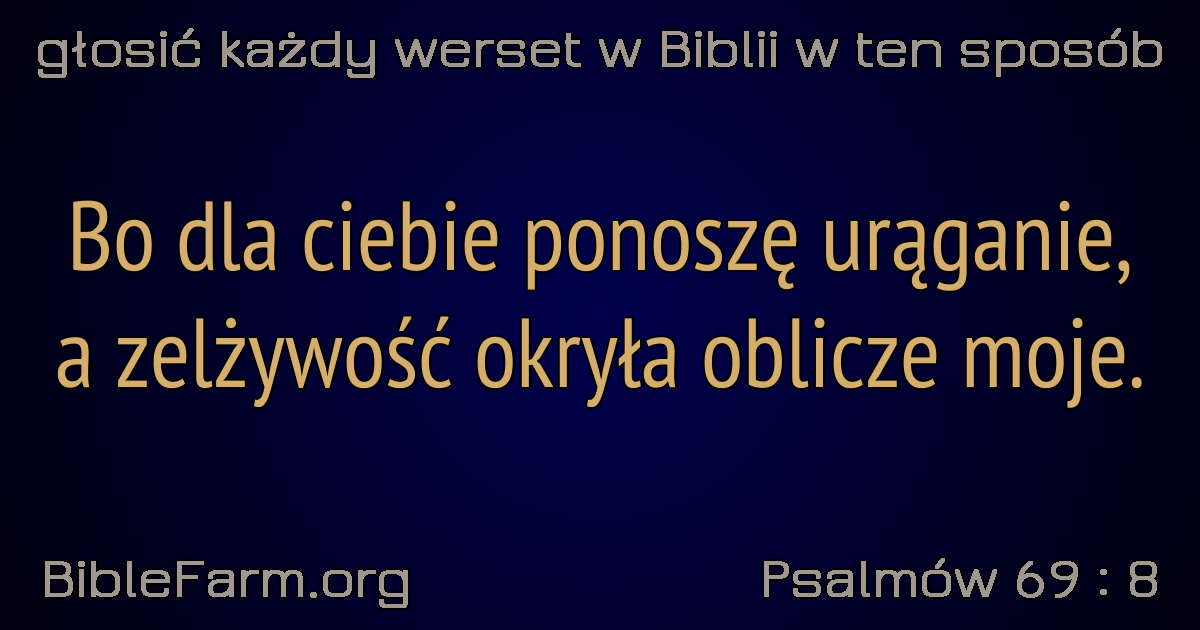 głosić każdy werset w Biblii w ten sposób
Bo dla ciebie ponoszę urąganie,
a zelżywość okryła oblicze moje.
BibleFarm.org
Psalmów 69 : 8